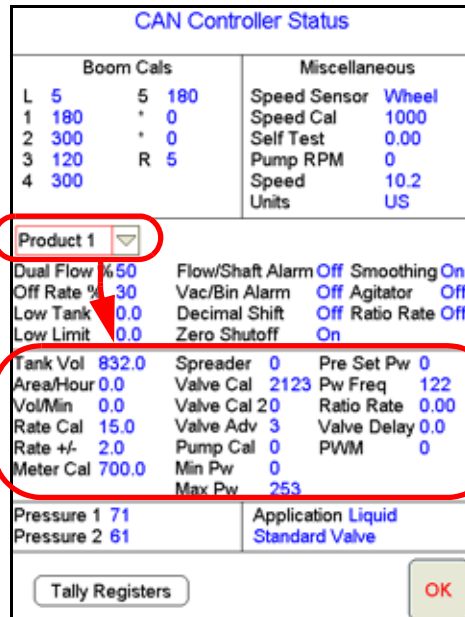 CAN Controller Status
Boom Cals
L 5 5 180
1 180 * 0
2 300 * 0
3 120 R 5
4 300
Miscellaneous
Speed Sensor Wheel
Speed Cal 1000
Self Test 0.00
Pump RPM 0
Speed 10.2
Units US
Product 1
Dual Flow % 50 Flow/Shaft Alarm Off Smoothing On
Off Rate % 30 Vac/Bin Alarm Off Agitator Off
Low Tank 0.0 Decimal Shift Off Ratio Rate Off
Low Limit 0.0 Zero Shutoff On
Tank Vol 832.0 Spreader 0 Pre Set Pw 0
Area/Hour 0.0 Valve Cal 2123 Pw Freq 122
Vol/Min 0.0 Valve Cal 2 0 Ratio Rate 0.00
Rate Cal 15.0 Valve Adv 3 Valve Delay 0.0
Rate +/- 2.0 Pump Cal 0 PWM 0
Meter Cal 700.0 Min Pw 0
Max Pw 253
Pressure 1 71
Pressure 2 61
Application Liquid
Standard Valve
Tally Registers
OK